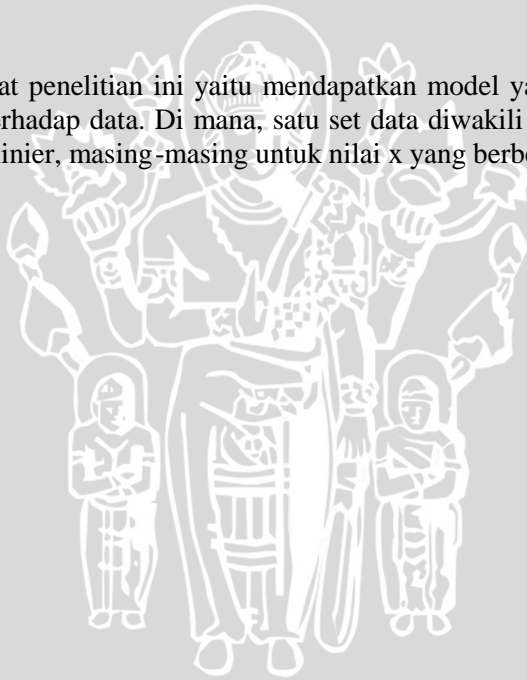 at penelitian ini yaitu mendapatkan model ya
erhadap data. Di mana, satu set data diwakili
inier, masing-masing untuk nilai x yang berb